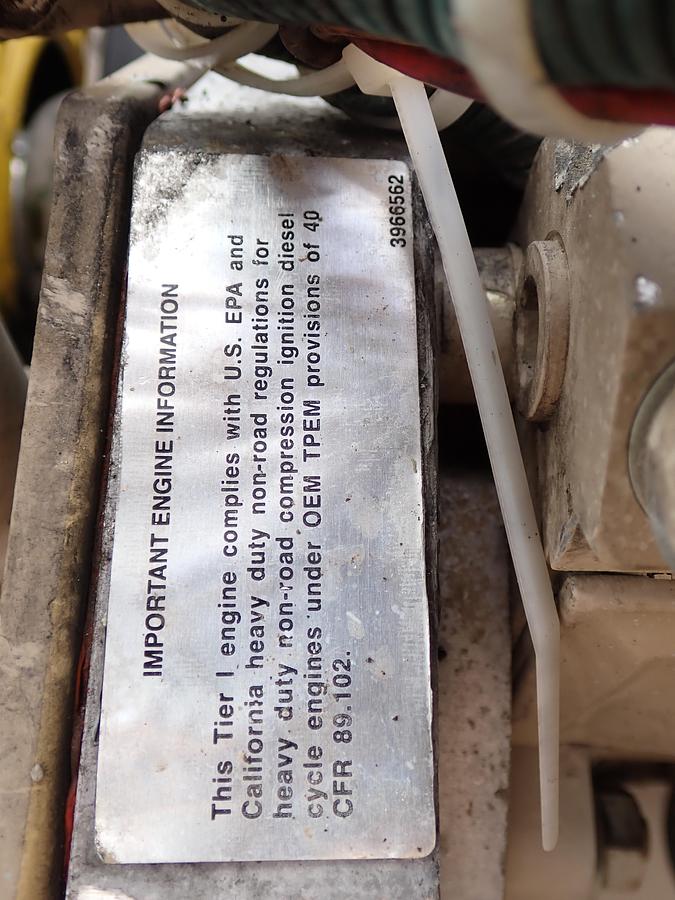 3966562
IMPORTANT ENGINE INFORMATION
This Tier I engine complies with U.S. EPA and
California heavy duty non-road regulations for
heavy duty non-road compression ignition diesel
cycle engines under OEM TPEM provisions of 40
CFR 89.102.